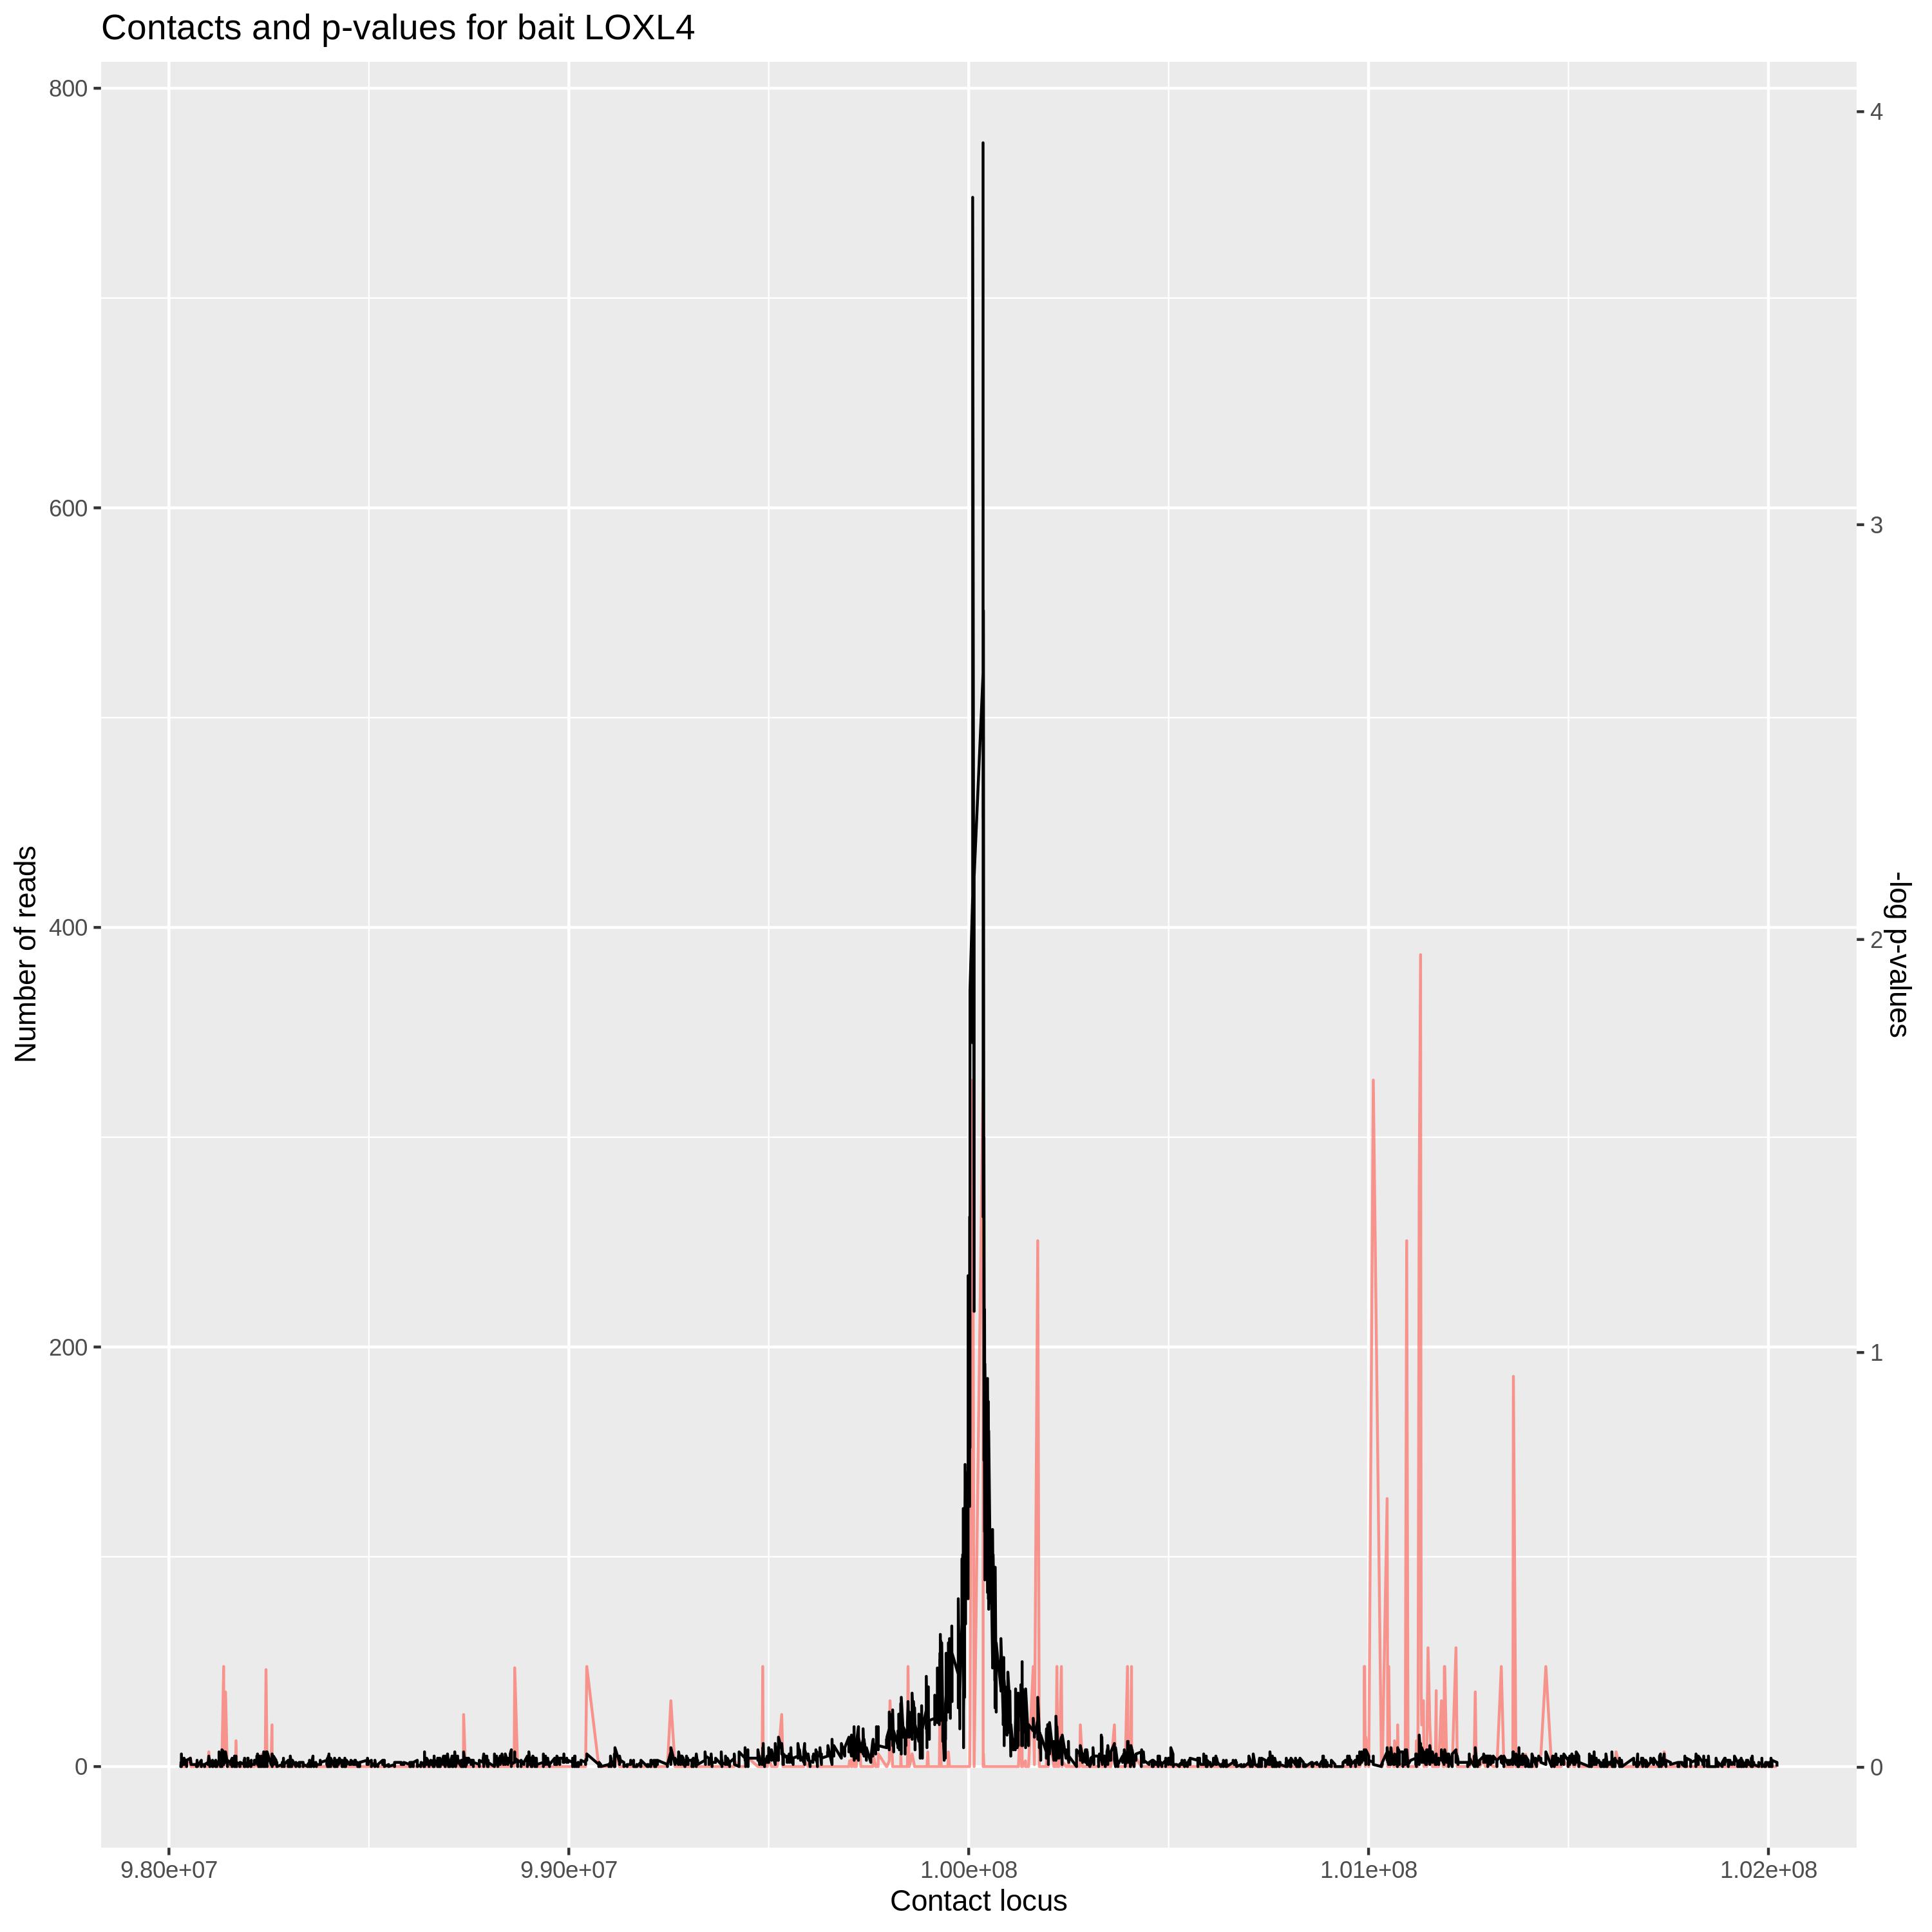 Contacts and p-values for bait LOXL4
800
600
400
200
0
Number of reads
4
3
2
1
0
-log p-values
9.80e+07
9.90e+07
1.00e+08
1.01e+08
1.02e+08
Contact locus